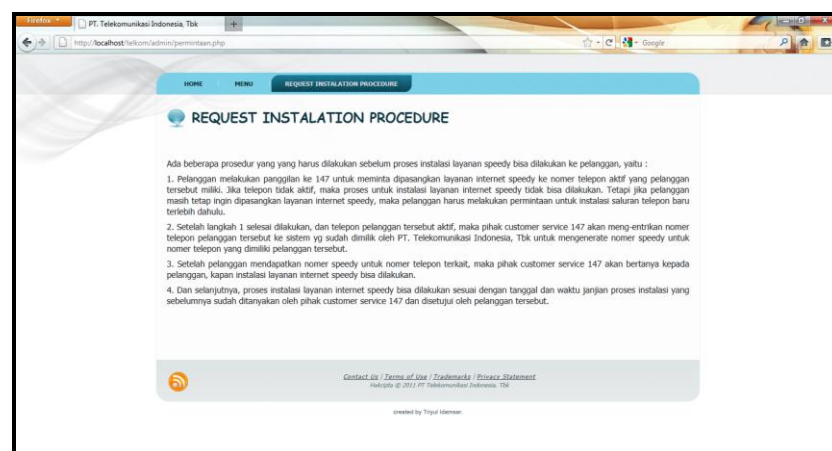 Firefox
PT. Telekomunikasi Indonesia, Tbk
+
http://localhost/telkom/admin/permintaan.php
Google
HOME MENU REQUEST INSTALATION PROCEDURE
REQUEST INSTALATION PROCEDURE
Ada beberapa prosedur yang yang harus dilakukan sebelum proses instalasi layanan speedy bisa dilakukan ke pelanggan, yaitu :
1. Pelanggan melakukan panggilan ke 147 untuk meminta dipasangkan layanan internet speedy ke nomer telepon aktif yang pelanggan
tersebut miliki. Jika telepon tidak aktif, maka proses untuk instalasi layanan internet speedy tidak bisa dilakukan. Tetapi jika pelanggan
masih tetap ingin dipasangkan layanan internet speedy, maka pelanggan harus melakukan permintaan untuk instalasi saluran telepon baru
terlebih dahulu.
2. Setelah langkah 1 selesai dilakukan, dan telepon pelanggan tersebut aktif, maka pihak customer service 147 akan meng-entrikan nomer
telepon pelanggan tersebut ke sistem yg sudah dimilik oleh PT. Telekomunikasi Indonesia, Tbk untuk mengenerate nomer speedy untuk
nomer telepon yang dimiliki pelanggan tersebut.
3. Setelah pelanggan mendapatkan nomer speedy untuk nomer telepon terkait, maka pihak customer service 147 akan bertanya kepada
pelanggan, kapan instalasi layanan internet speedy bisa dilakukan.
4. Dan selanjutnya, proses instalasi layanan internet speedy bisa dilakukan sesuai dengan tanggal dan waktu janjian proses instalasi yang
sebelumnya sudah ditanyakan oleh pihak customer service 147 dan disetujui oleh pelanggan tersebut.
Contact Us / Terms of Use / Trademarks / Privacy Statement
Hakcipta © 2011 PT Telekomunikasi Indonesia. Tbk
created by Triyul